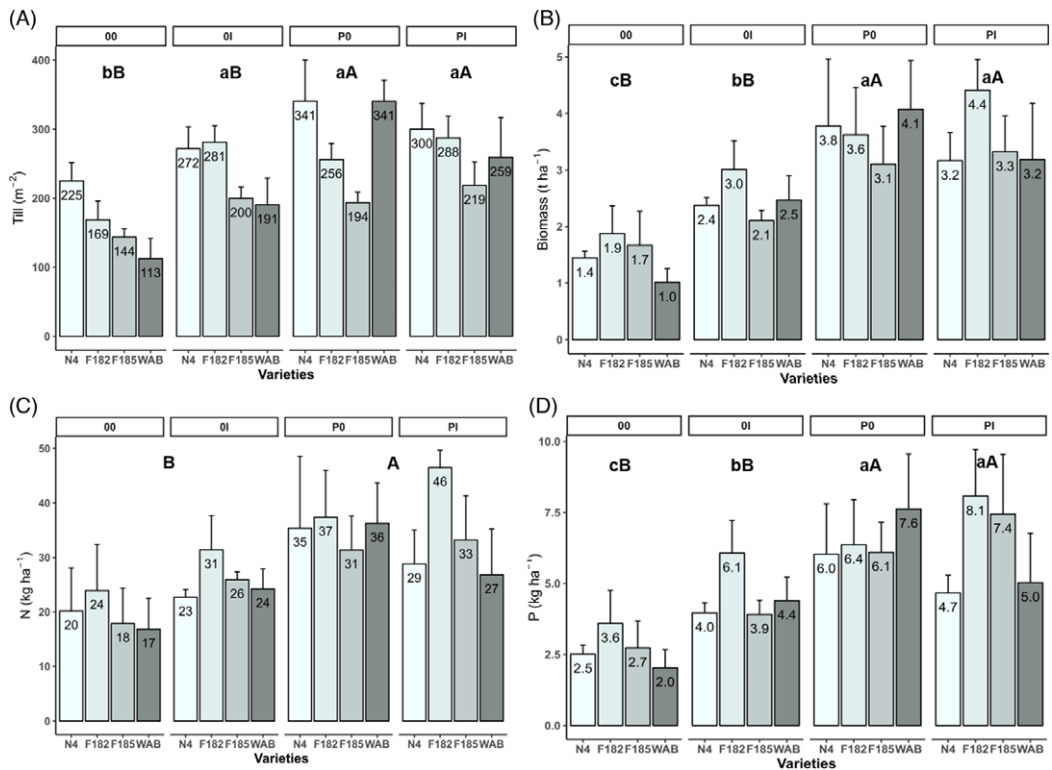 (A)
00 0I P0 PI
bB aB aA aA
Till (m⁻²)
400
300
200
100
0
225 169 144 113
272 281 200 191
341 256 194 341
300 288 219 259
N4 F182 F185 WAB N4 F182 F185 WAB N4 F182 F185 WAB N4 F182 F185 WAB
Varieties
(B)
00 0I P0 PI
cB bB aA aA
Biomass (t ha⁻¹)
5
4
3
2
1
0
1.4 1.9 1.7 1.0
2.4 3.0 2.1 2.5
3.8 3.6 3.1 4.1
3.2 4.4 3.3 3.2
N4 F182 F185 WAB N4 F182 F185 WAB N4 F182 F185 WAB N4 F182 F185 WAB
Varieties
(C)
00 0I P0 PI
B A
N (kg ha⁻¹)
50
40
30
20
10
0
20 24 18 17
23 31 26 24
35 37 31 36
29 46 33 27
N4 F182 F185 WAB N4 F182 F185 WAB N4 F182 F185 WAB N4 F182 F185 WAB
Varieties
(D)
00 0I P0 PI
cB bB aA aA
P (kg ha⁻¹)
10.0
7.5
5.0
2.5
0.0
2.5 3.6 2.7 2.0
4.0 6.1 3.9 4.4
6.0 6.4 6.1 7.6
4.7 8.1 7.4 5.0
N4 F182 F185 WAB N4 F182 F185 WAB N4 F182 F185 WAB N4 F182 F185 WAB
Varieties